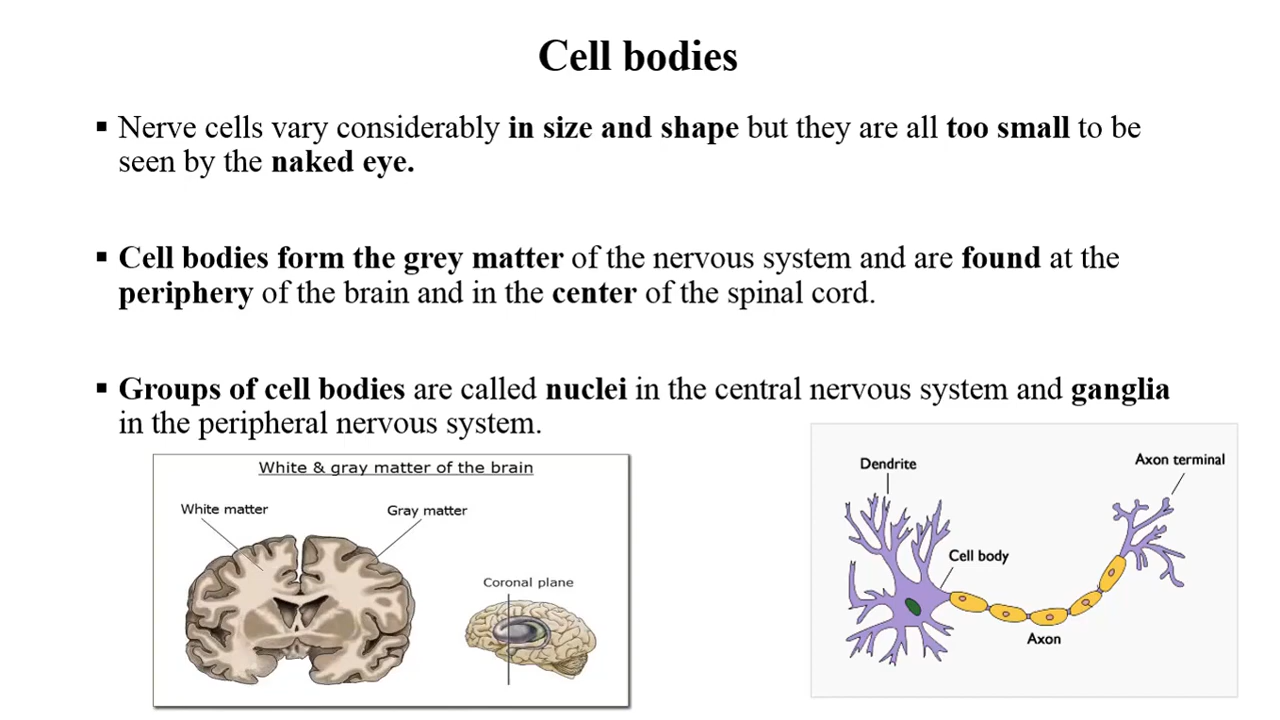 Cell bodies
▪ Nerve cells vary considerably in size and shape but they are all too small to be
seen by the naked eye.
▪ Cell bodies form the grey matter of the nervous system and are found at the
periphery of the brain and in the center of the spinal cord.
▪ Groups of cell bodies are called nuclei in the central nervous system and ganglia
in the peripheral nervous system.
White & gray matter of the brain
White matter
Gray matter
Coronal plane
Dendrite
Axon terminal
Cell body
Axon